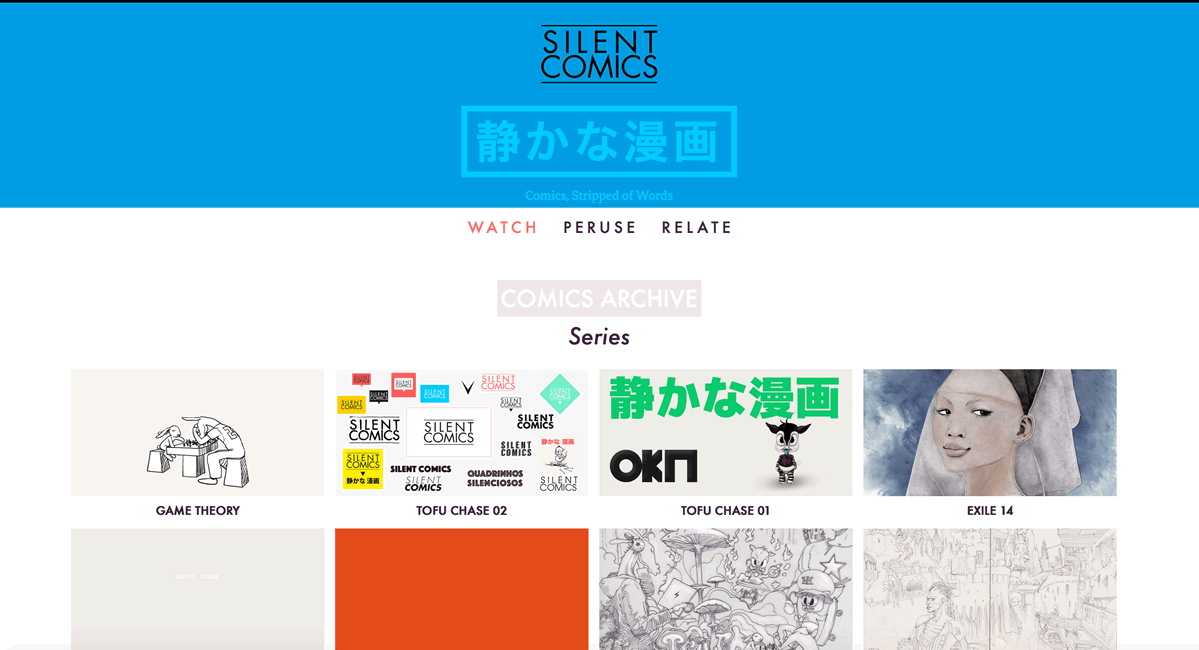 SILENT
COMICS
静かな漫画
Comics, Stripped of Words
WATCH PERUSE RELATE
COMICS ARCHIVE
Series
SILENT
COMICS
SILENT
COMICS
SILENT
COMICS
SILENT
COMICS
SILENT
COMICS
SILENT
COMICS
SILENT
COMICS
静かな 漫画
SILENT
COMICS
静かな 漫画
SILENT COMICS
SILENT
COMICS
QUADRINHOS
SILENCIOSOS
SILENT
COMICS
静かな漫画
ОКП
GAME THEORY
TOFU CHASE 02
TOFU CHASE 01
EXILE 14